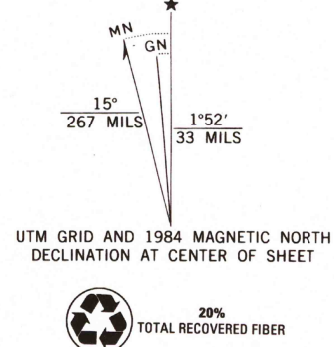 ★
MN
GN
15°
267 MILS
1°52′
33 MILS
UTM GRID AND 1984 MAGNETIC NORTH
DECLINATION AT CENTER OF SHEET
20%
TOTAL RECOVERED FIBER